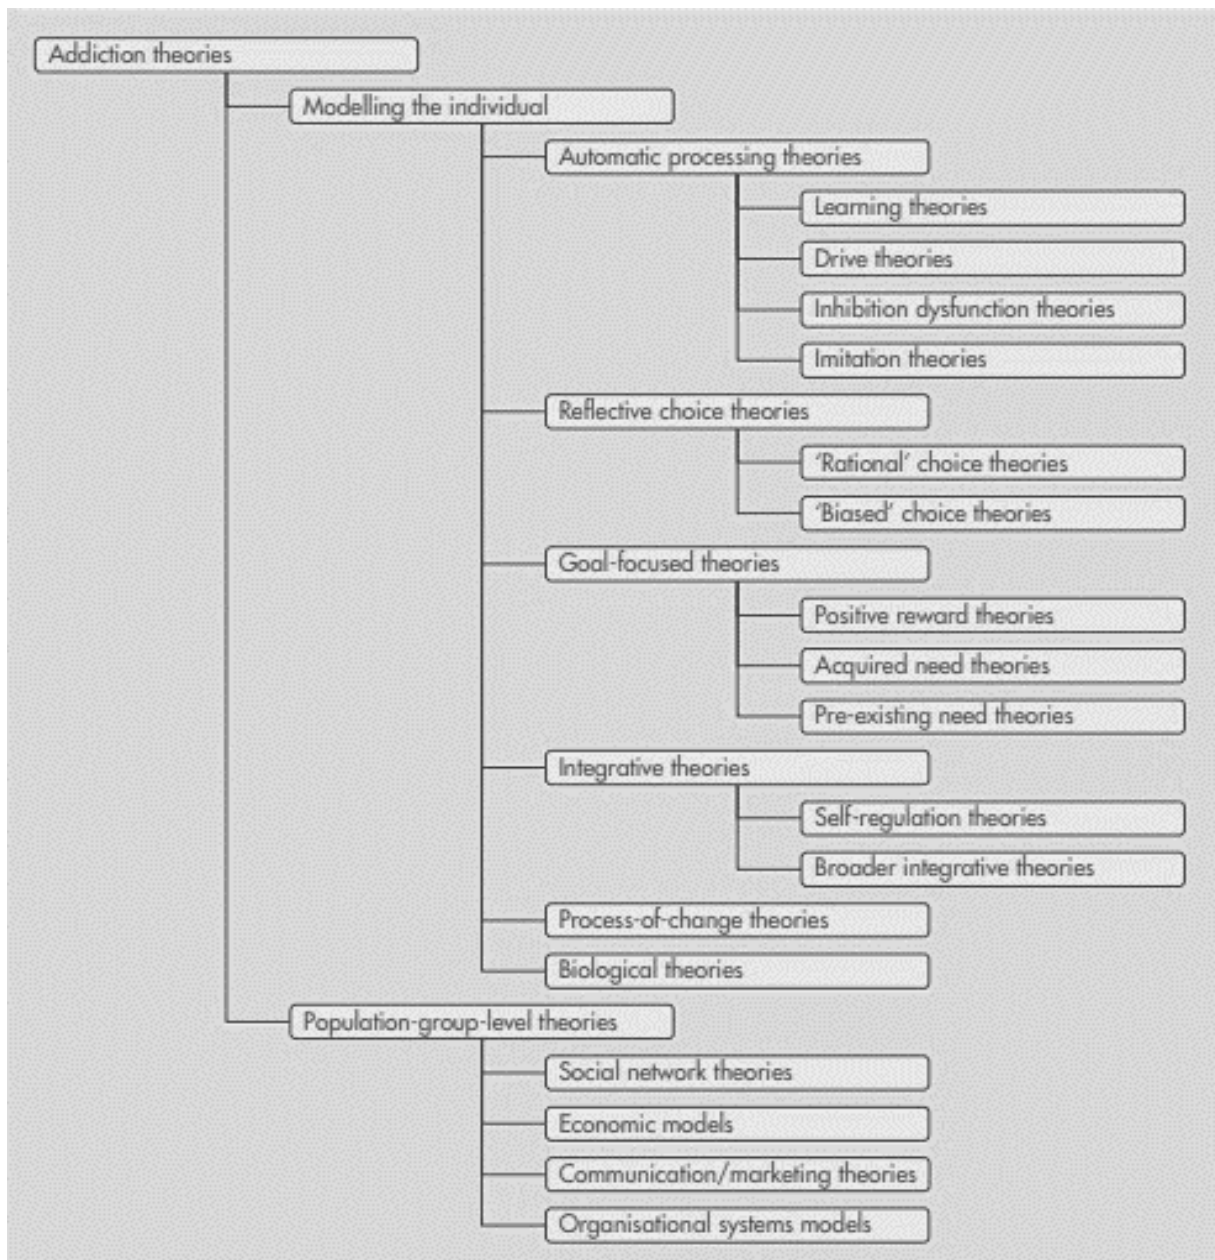 Addiction theories
Modelling the individual
Automatic processing theories
Learning theories
Drive theories
Inhibition dysfunction theories
Imitation theories
Reflective choice theories
‘Rational’ choice theories
‘Biased’ choice theories
Goal-focused theories
Positive reward theories
Acquired need theories
Pre-existing need theories
Integrative theories
Self-regulation theories
Broader integrative theories
Process-of-change theories
Biological theories
Population-group-level theories
Social network theories
Economic models
Communication/marketing theories
Organisational systems models